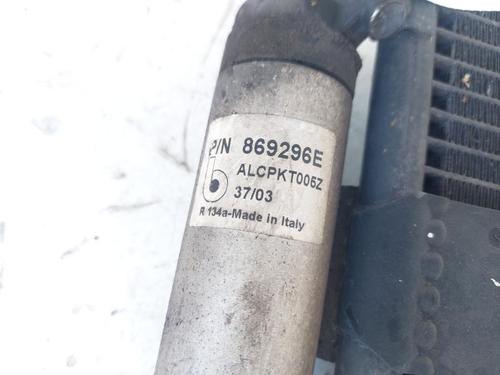 P/N 869296E
ALCPKT005Z
37/03
R 134a-Made in Italy